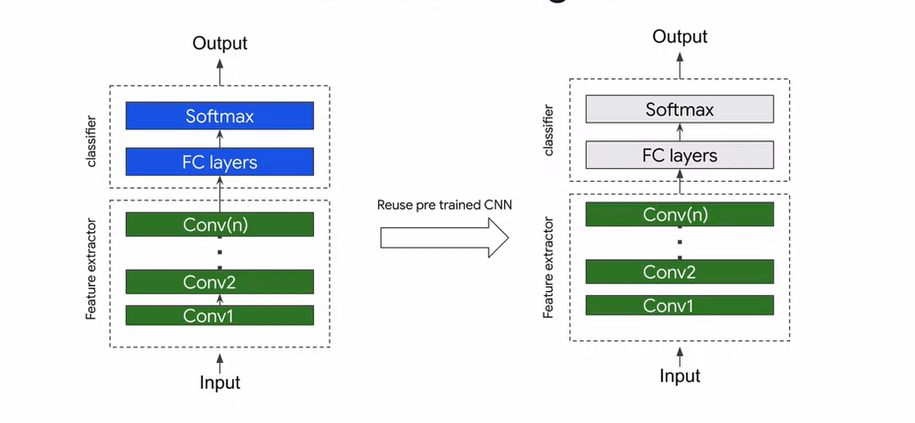 Output
classifier
Softmax
FC layers
Feature extractor
Conv(n)
Conv2
Conv1
Input
Reuse pre trained CNN
Output
classifier
Softmax
FC layers
Feature extractor
Conv(n)
Conv2
Conv1
Input